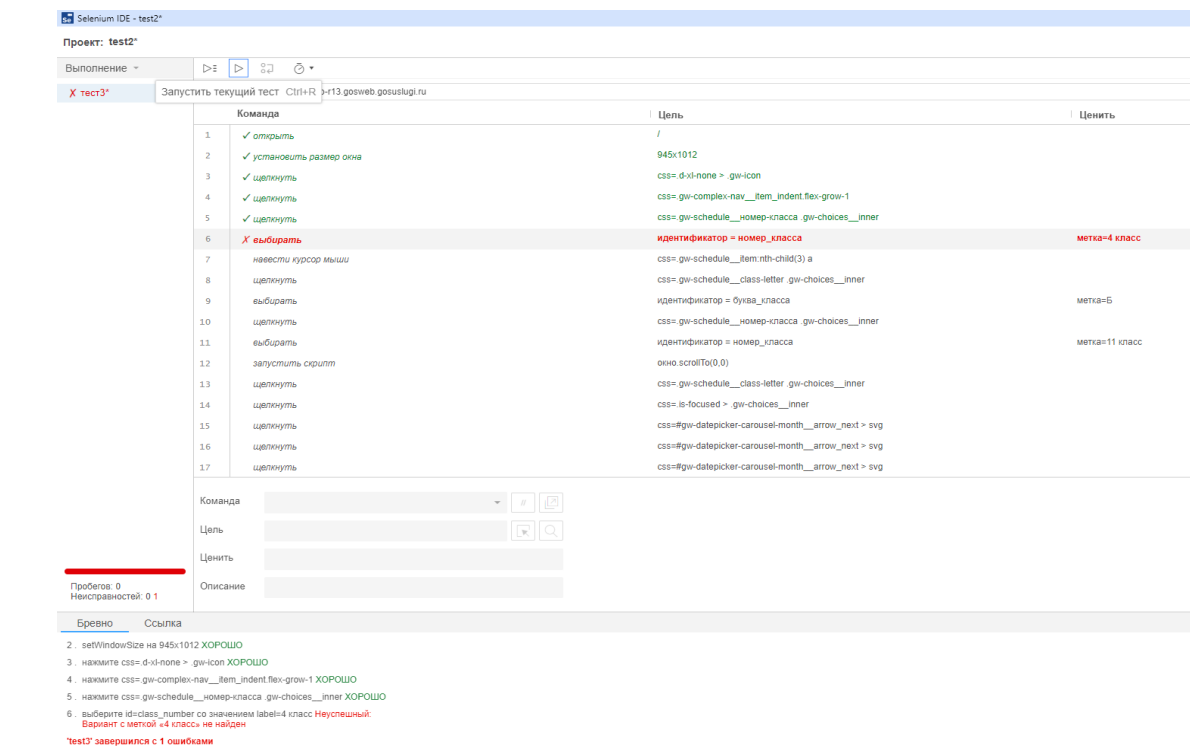 Selenium IDE - test2*
Проект: test2*
Выполнение
✗ тест3*
Запустить текущий тест Ctrl+R
-r13.gosweb.gosuslugi.ru
Команда Цель Ценить
1 ✓ открыть /
2 ✓ установить размер окна 945x1012
3 ✓ щелкнуть css=.d-xl-none > .gw-icon
4 ✓ щелкнуть css=.gw-complex-nav__item_indent.flex-grow-1
5 ✓ щелкнуть css=.gw-schedule__номер-класса .gw-choices__inner
6 ✗ выбирать идентификатор = номер_класса метка=4 класс
7 навести курсор мыши css=.gw-schedule__item:nth-child(3) a
8 щелкнуть css=.gw-schedule__class-letter .gw-choices__inner
9 выбирать идентификатор = буква_класса метка=Б
10 щелкнуть css=.gw-schedule__номер-класса .gw-choices__inner
11 выбирать идентификатор = номер_класса метка=11 класс
12 запустить скрипт окно.scrollTo(0,0)
13 щелкнуть css=.gw-schedule__class-letter .gw-choices__inner
14 щелкнуть css=.is-focused > .gw-choices__inner
15 щелкнуть css=#gw-datepicker-carousel-month__arrow_next > svg
16 щелкнуть css=#gw-datepicker-carousel-month__arrow_next > svg
17 щелкнуть css=#gw-datepicker-carousel-month__arrow_next > svg
Команда
Цель
Ценить
Описание
Пробегов: 0
Неисправностей: 0 1
Бревно Ссылка
2 . setWindowSize на 945x1012 ХОРОШО
3 . нажмите css=.d-xl-none > .gw-icon ХОРОШО
4 . нажмите css=.gw-complex-nav__item_indent.flex-grow-1 ХОРОШО
5 . нажмите css=.gw-schedule__номер-класса .gw-choices__inner ХОРОШО
6 . выберите id=class_number со значением label=4 класс Неуспешный:
Вариант с меткой «4 класс» не найден
'test3' завершился с 1 ошибками